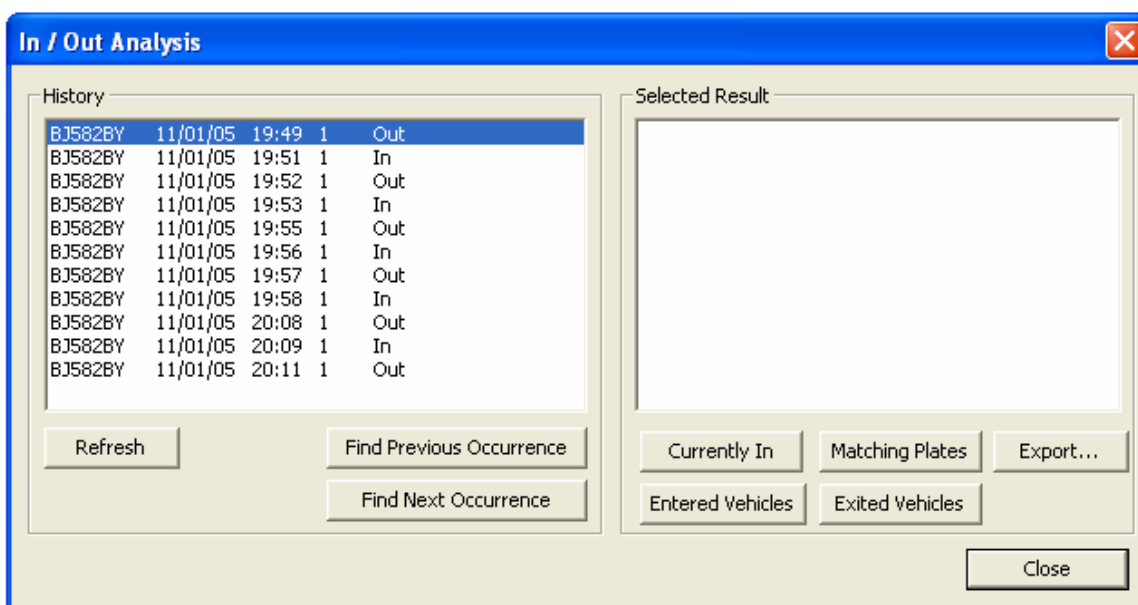 In / Out Analysis
History
BJ582BY 11/01/05 19:49 1 Out
BJ582BY 11/01/05 19:51 1 In
BJ582BY 11/01/05 19:52 1 Out
BJ582BY 11/01/05 19:53 1 In
BJ582BY 11/01/05 19:55 1 Out
BJ582BY 11/01/05 19:56 1 In
BJ582BY 11/01/05 19:57 1 Out
BJ582BY 11/01/05 19:58 1 In
BJ582BY 11/01/05 20:08 1 Out
BJ582BY 11/01/05 20:09 1 In
BJ582BY 11/01/05 20:11 1 Out
Refresh
Find Previous Occurrence
Find Next Occurrence
Selected Result
Currently In
Matching Plates
Export...
Entered Vehicles
Exited Vehicles
Close